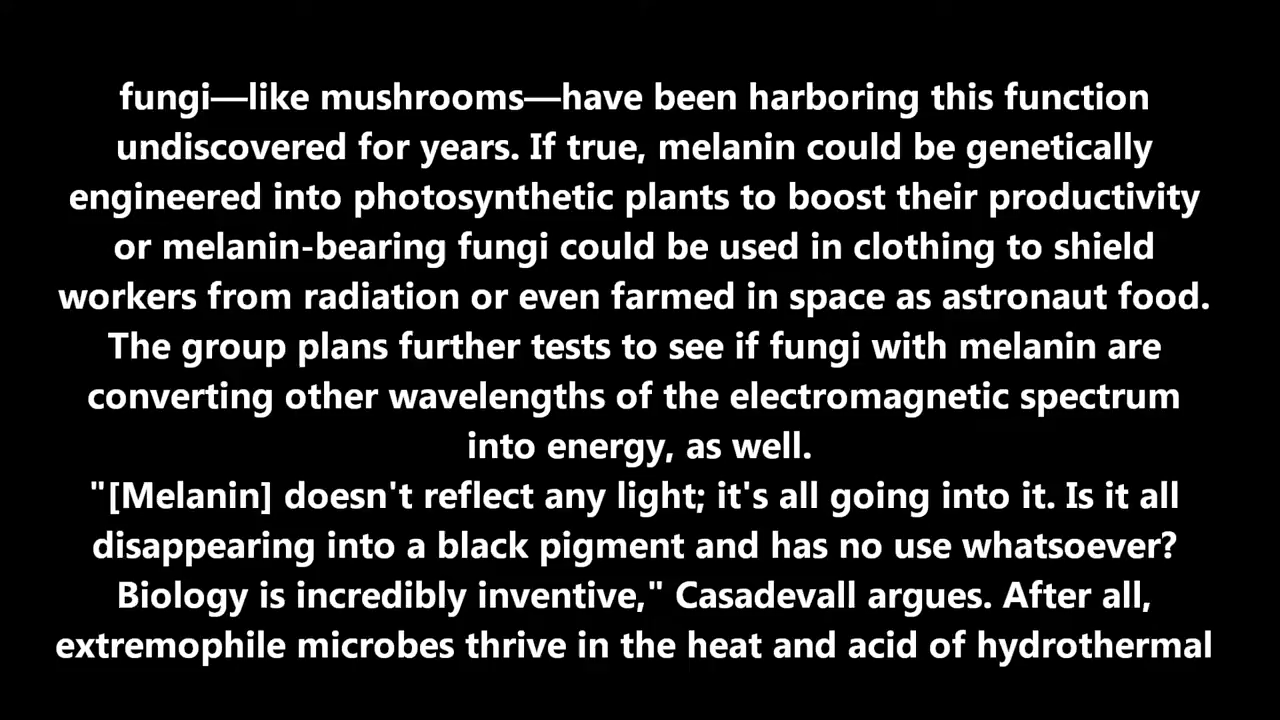 fungi—like mushrooms—have been harboring this function
undiscovered for years. If true, melanin could be genetically
engineered into photosynthetic plants to boost their productivity
or melanin-bearing fungi could be used in clothing to shield
workers from radiation or even farmed in space as astronaut food.
The group plans further tests to see if fungi with melanin are
converting other wavelengths of the electromagnetic spectrum
into energy, as well.
"[Melanin] doesn't reflect any light; it's all going into it. Is it all
disappearing into a black pigment and has no use whatsoever?
Biology is incredibly inventive," Casadevall argues. After all,
extremophile microbes thrive in the heat and acid of hydrothermal